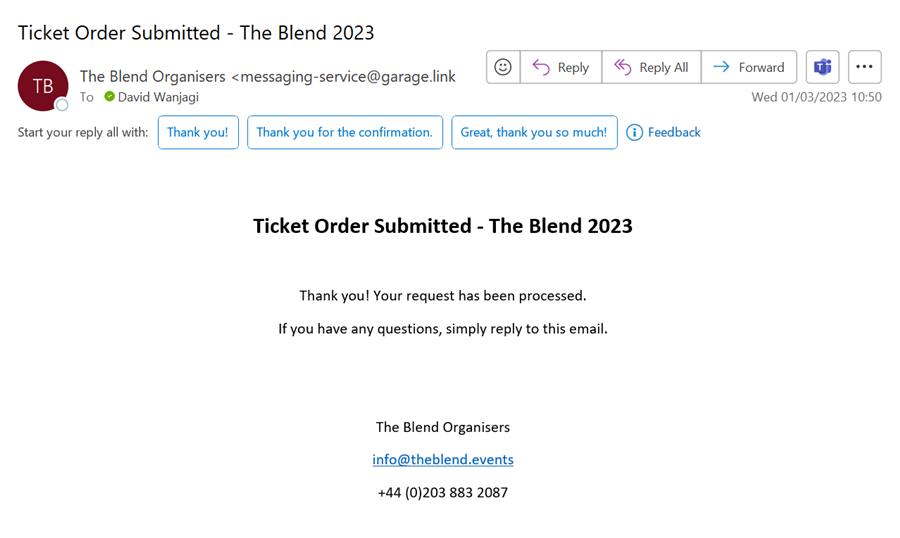 Ticket Order Submitted - The Blend 2023
TB
The Blend Organisers <messaging-service@garage.link
To David Wanjagi
Reply
Reply All
Forward
Wed 01/03/2023 10:50
Start your reply all with:
Thank you!
Thank you for the confirmation.
Great, thank you so much!
Feedback
Ticket Order Submitted - The Blend 2023
Thank you! Your request has been processed.
If you have any questions, simply reply to this email.
The Blend Organisers
info@theblend.events
+44 (0)203 883 2087